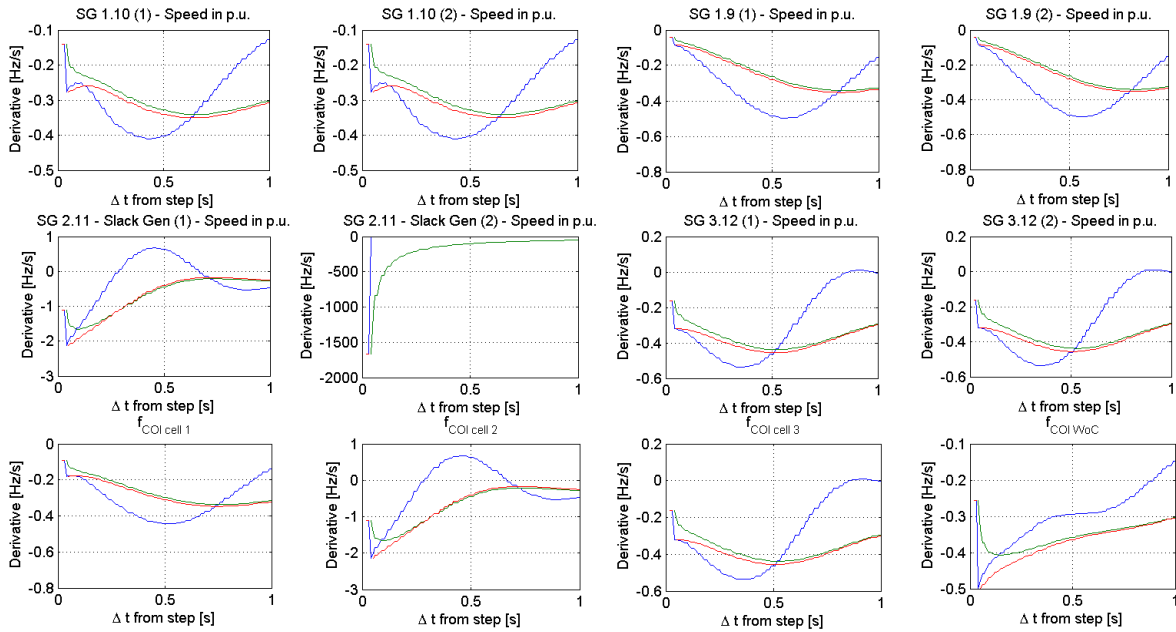 SG 1.10 (1) - Speed in p.u.
SG 1.10 (2) - Speed in p.u.
SG 1.9 (1) - Speed in p.u.
SG 1.9 (2) - Speed in p.u.
Derivative [Hz/s]
-0.1
-0.2
-0.3
-0.4
-0.5
0
0.5
1
Δ t from step [s]
Derivative [Hz/s]
-0.1
-0.2
-0.3
-0.4
-0.5
0
0.5
1
Δ t from step [s]
Derivative [Hz/s]
0
-0.2
-0.4
-0.6
-0.8
0
0.5
1
Δ t from step [s]
Derivative [Hz/s]
0
-0.2
-0.4
-0.6
-0.8
0
0.5
1
Δ t from step [s]
SG 2.11 - Slack Gen (1) - Speed in p.u.
SG 2.11 - Slack Gen (2) - Speed in p.u.
SG 3.12 (1) - Speed in p.u.
SG 3.12 (2) - Speed in p.u.
Derivative [Hz/s]
1
0
-1
-2
-3
0
0.5
1
Δ t from step [s]
Derivative [Hz/s]
0
-500
-1000
-1500
-2000
0
0.5
1
Δ t from step [s]
Derivative [Hz/s]
0.2
0
-0.2
-0.4
-0.6
0
0.5
1
Δ t from step [s]
Derivative [Hz/s]
0.2
0
-0.2
-0.4
-0.6
0
0.5
1
Δ t from step [s]
f COI cell 1
f COI cell 2
f COI cell 3
f COI WoC
Derivative [Hz/s]
0
-0.2
-0.4
-0.6
-0.8
0
0.5
1
Δ t from step [s]
Derivative [Hz/s]
1
0
-1
-2
-3
0
0.5
1
Δ t from step [s]
Derivative [Hz/s]
0.2
0
-0.2
-0.4
-0.6
0
0.5
1
Δ t from step [s]
Derivative [Hz/s]
-0.1
-0.2
-0.3
-0.4
-0.5
0
0.5
1
Δ t from step [s]